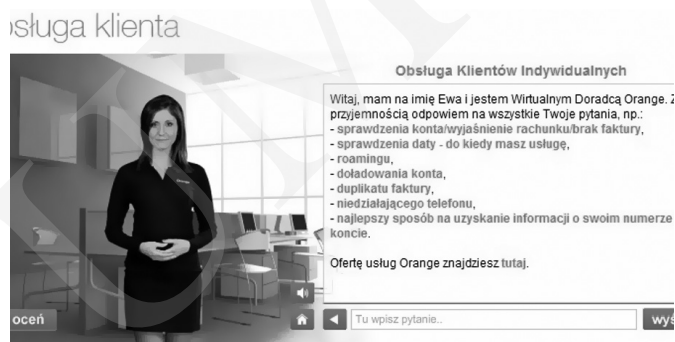 bsługa klienta
Obsługa Klientów Indywidualnych
Witaj, mam na imię Ewa i jestem Wirtualnym Doradcą Orange. Z
przyjemnością odpowiem na wszystkie Twoje pytania, np.:
- sprawdzenia konta/wyjaśnienie rachunku/brak faktury,
- sprawdzenia daty - do kiedy masz usługę,
- roamingu,
- doładowania konta,
- duplikatu faktury,
- niedziałającego telefonu,
- najlepszy sposób na uzyskanie informacji o swoim numerze
koncie.
Ofertę usług Orange znajdziesz tutaj.
oceń
Tu wpisz pytanie..
wyś